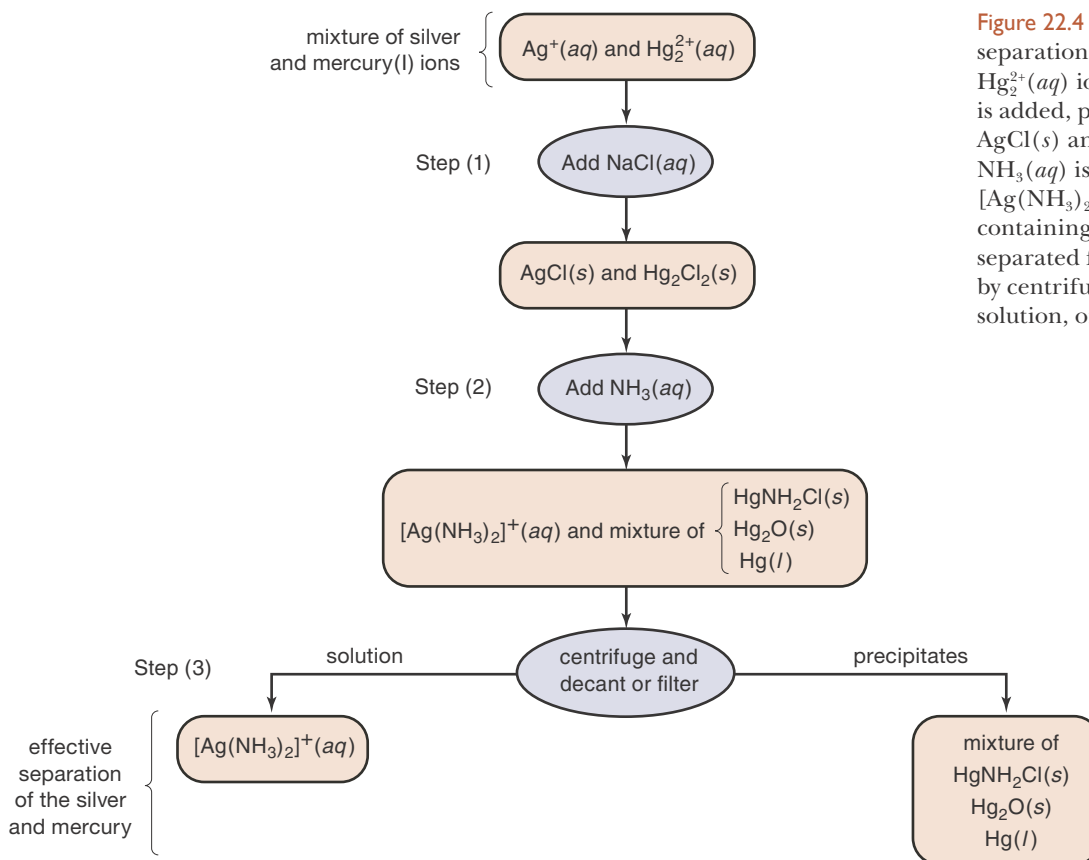 mixture of silver
and mercury(I) ions
Ag⁺(aq) and Hg₂²⁺(aq)
Step (1)
Add NaCl(aq)
AgCl(s) and Hg₂Cl₂(s)
Step (2)
Add NH₃(aq)
[Ag(NH₃)₂]⁺(aq) and mixture of
HgNH₂Cl(s)
Hg₂O(s)
Hg(l)
Step (3)
solution
centrifuge and
decant or filter
precipitates
effective
separation
of the silver
and mercury
[Ag(NH₃)₂]⁺(aq)
mixture of
HgNH₂Cl(s)
Hg₂O(s)
Hg(l)
Figure 22.4
separation
Hg₂²⁺(aq) io
is added, p
AgCl(s) an
NH₃(aq) is
[Ag(NH₃)₂
containing
separated f
by centrifu
solution, o